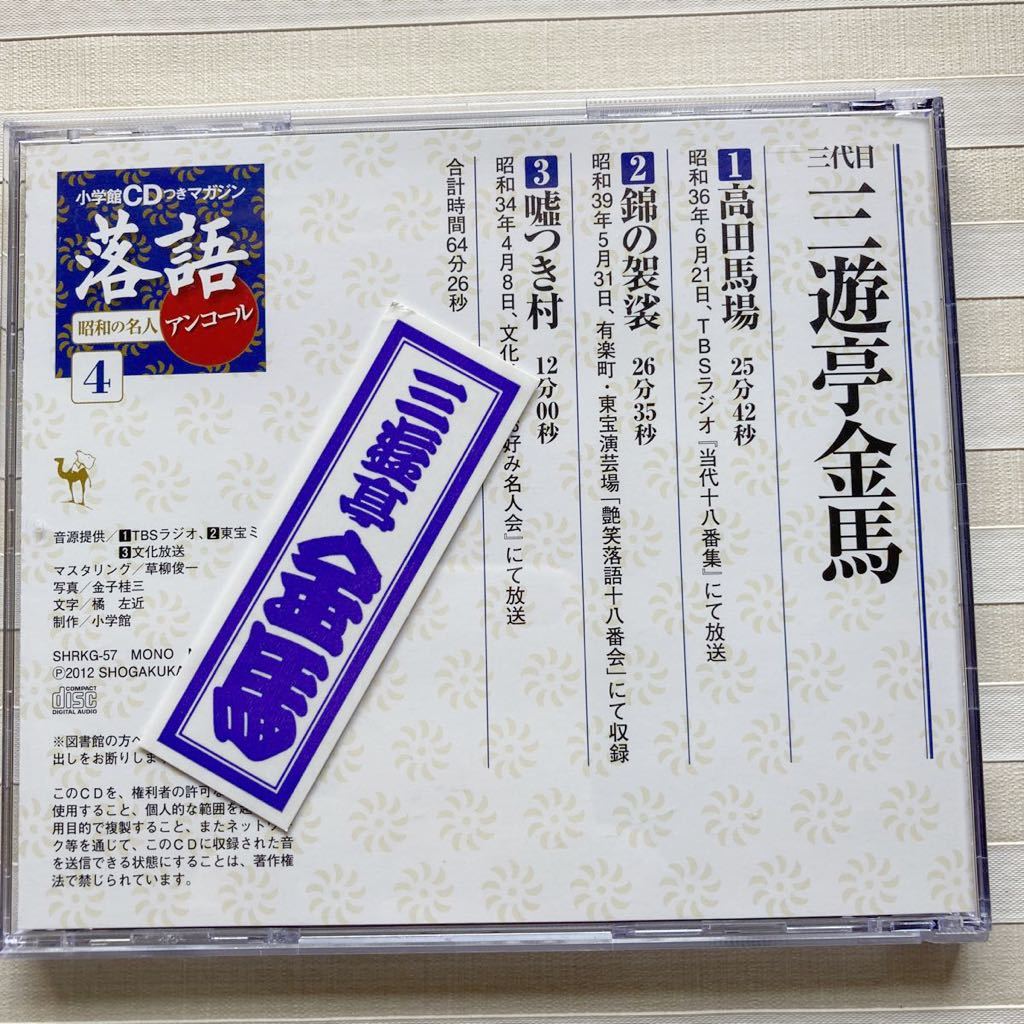 三代目
三遊亭金馬
1 高田馬場 25分42秒
昭和36年6月21日、TBSラジオ『当代十八番集』にて放送
2 錦の袈裟 26分35秒
昭和39年5月31日、有楽町・東宝演芸場「艶笑落語十八番会」にて収録
3 嘘つき村 12分00秒
昭和34年4月8日、文化
好み名人会』にて放送
合計時間64分26秒
小学館CDつきマガジン
落語
昭和の名人
アンコール
4
三遊亭金馬
音源提供/1TBSラジオ、2東宝ミ
3文化放送
マスタリング/草柳俊一
写真/金子桂三
文字/橘 左近
制作/小学館
SHRKG-57 MONO
Ⓟ2012 SHOGAKUKA
COMPACT
disc
DIGITAL AUDIO
※図書館の方へ
出しをお断りしま
このCDを、権利者の許可な
使用すること、個人的な範囲を
用目的で複製すること、またネット
ク等を通じて、このCDに収録された音
を送信できる状態にすることは、著作権
法で禁じられています。